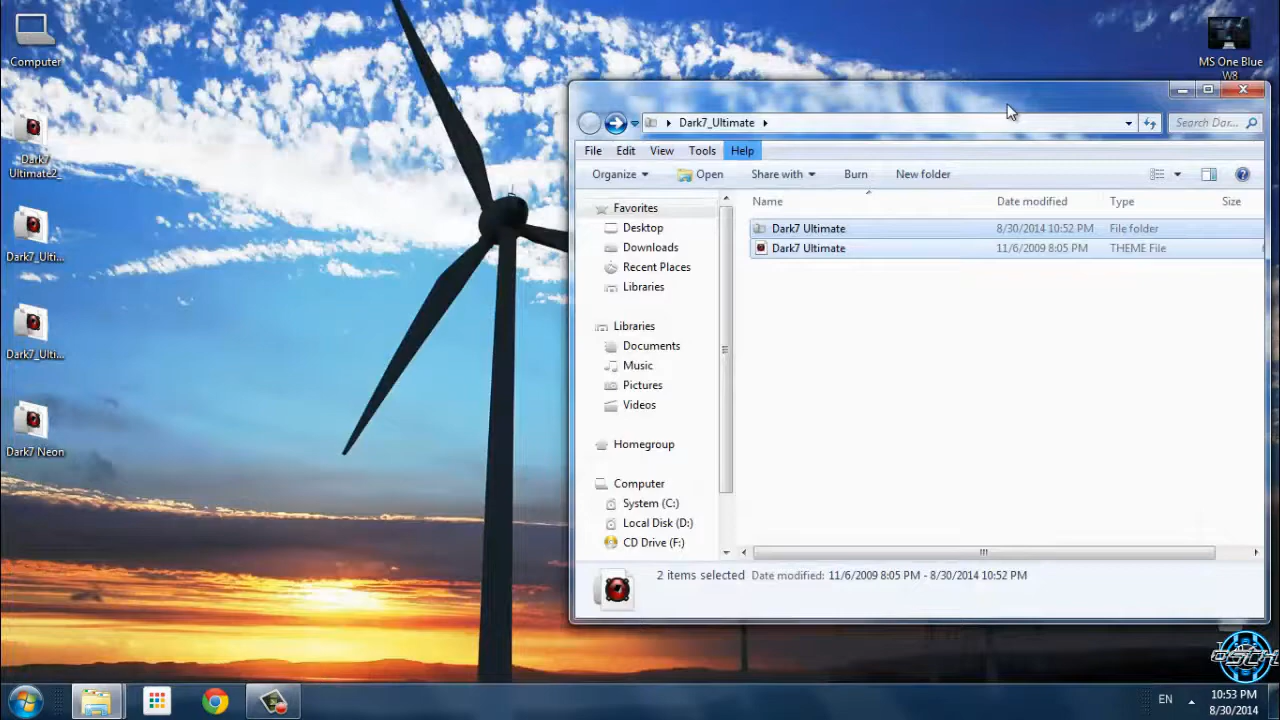 Computer
Dark7
Ultimate2_
Dark7_Ulti...
Dark7_Ulti...
Dark7 Neon
MS One Blue
W8
Dark7_Ultimate
Search Dar...
File Edit View Tools Help
Organize Open Share with Burn New folder
Name Date modified Type Size
Dark7 Ultimate 8/30/2014 10:52 PM File folder
Dark7 Ultimate 11/6/2009 8:05 PM THEME File
Favorites
Desktop
Downloads
Recent Places
Libraries
Libraries
Documents
Music
Pictures
Videos
Homegroup
Computer
System (C:)
Local Disk (D:)
CD Drive (F:)
2 items selected Date modified: 11/6/2009 8:05 PM - 8/30/2014 10:52 PM
EN
10:53 PM
8/30/2014